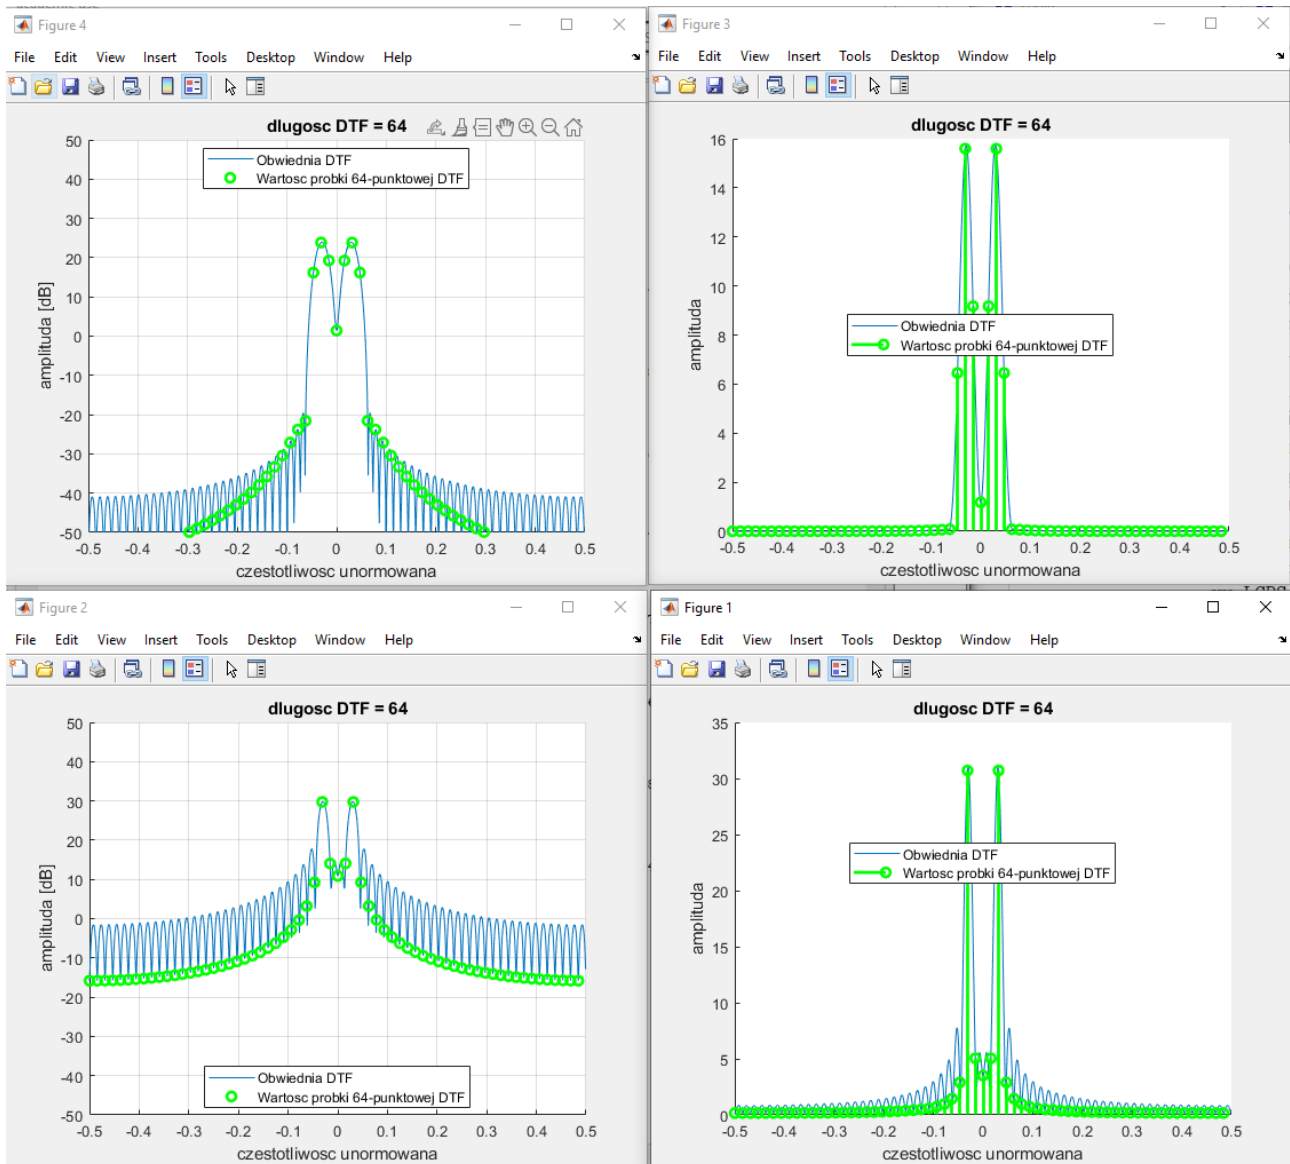 Figure 4
File Edit View Insert Tools Desktop Window Help
dlugosc DTF = 64
Obwiednia DTF
Wartosc probki 64-punktowej DTF
amplituda [dB]
50
40
30
20
10
0
-10
-20
-30
-40
-50
-0.5 -0.4 -0.3 -0.2 -0.1 0 0.1 0.2 0.3 0.4 0.5
czestotliwosc unormowana
Figure 3
File Edit View Insert Tools Desktop Window Help
dlugosc DTF = 64
Obwiednia DTF
Wartosc probki 64-punktowej DTF
amplituda
16
14
12
10
8
6
4
2
0
-0.5 -0.4 -0.3 -0.2 -0.1 0 0.1 0.2 0.3 0.4 0.5
czestotliwosc unormowana
Figure 2
File Edit View Insert Tools Desktop Window Help
dlugosc DTF = 64
amplituda [dB]
50
40
30
20
10
0
-10
-20
-30
-40
-50
Obwiednia DTF
Wartosc probki 64-punktowej DTF
-0.5 -0.4 -0.3 -0.2 -0.1 0 0.1 0.2 0.3 0.4 0.5
czestotliwosc unormowana
Figure 1
File Edit View Insert Tools Desktop Window Help
dlugosc DTF = 64
Obwiednia DTF
Wartosc probki 64-punktowej DTF
amplituda
35
30
25
20
15
10
5
0
-0.5 -0.4 -0.3 -0.2 -0.1 0 0.1 0.2 0.3 0.4 0.5
czestotliwosc unormowana